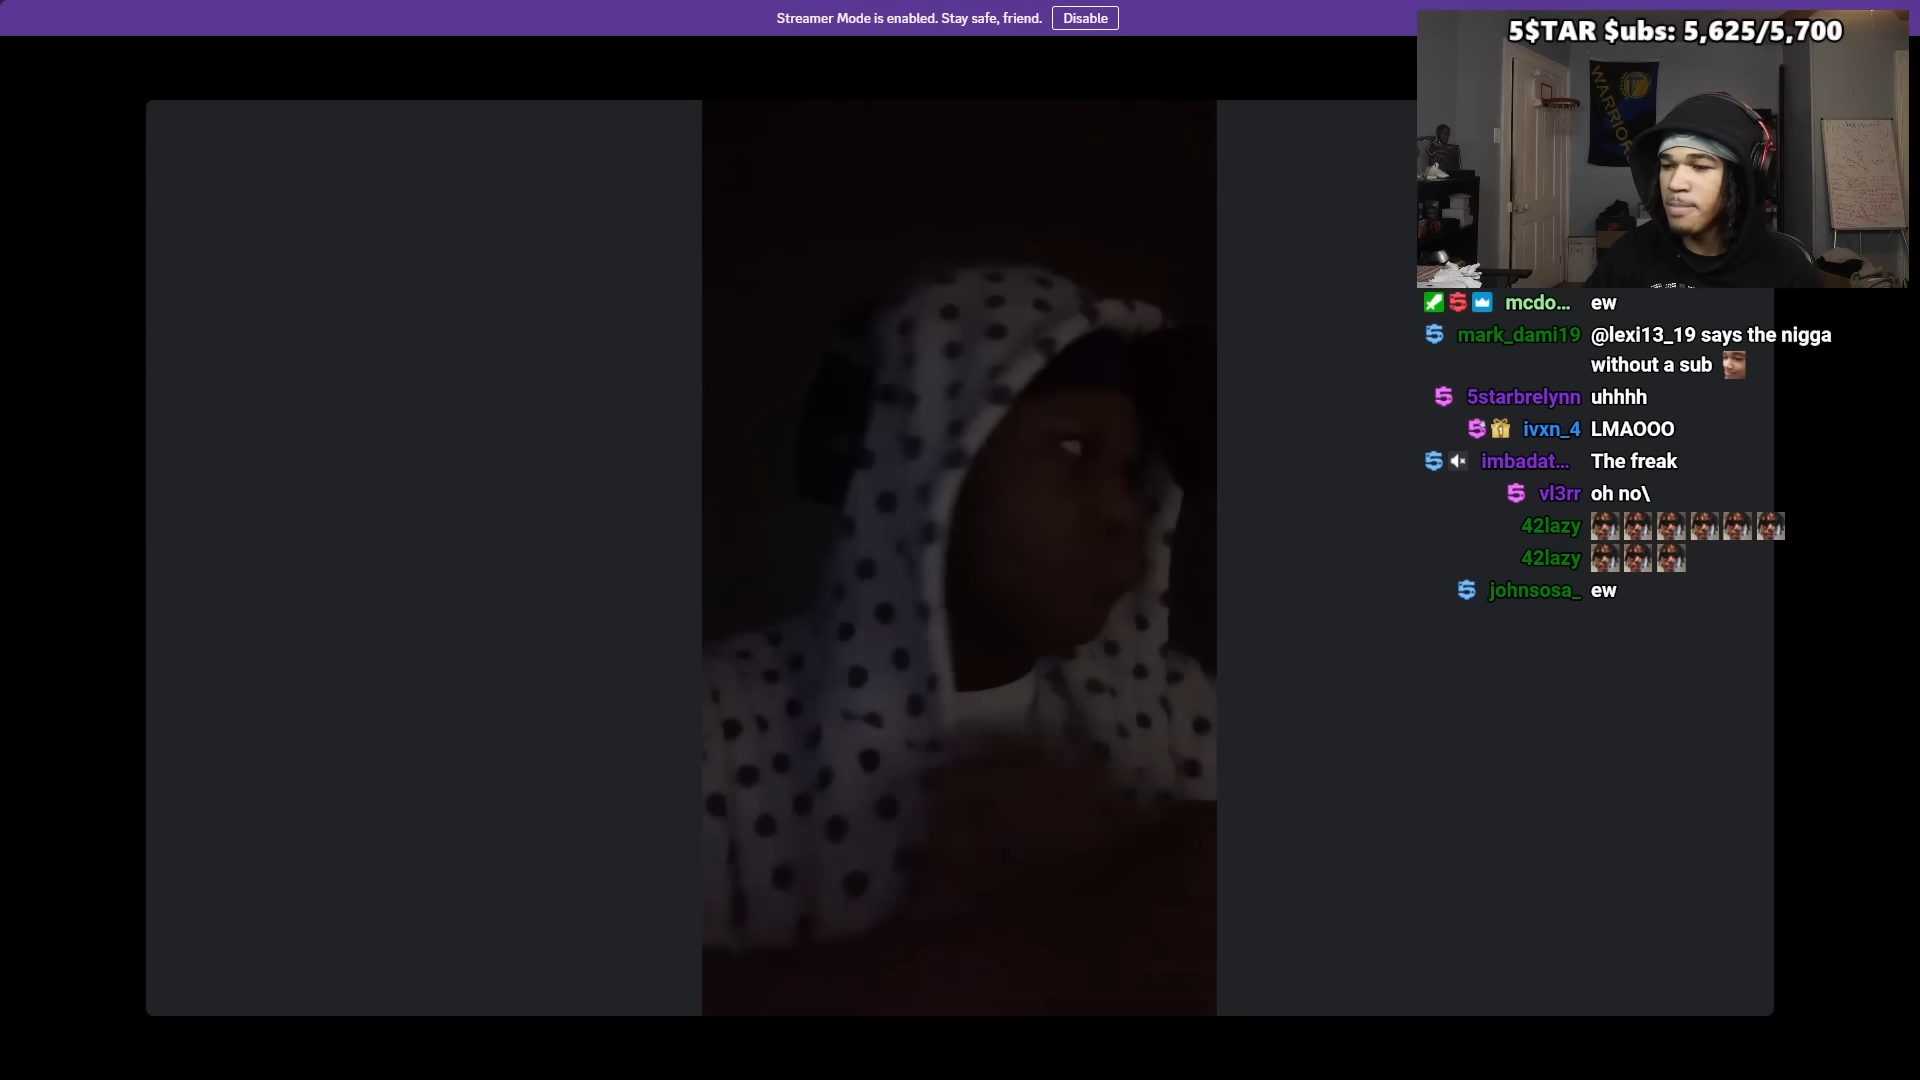 Streamer Mode is enabled. Stay safe, friend. Disable
5$TAR $ubs: 5,625/5,700
WARRIOR
mcdo... ew
mark_dami19 @lexi13_19 says the nigga
without a sub
5starbrelynn uhhhh
ivxn_4 LMAOOO
imbadat... The freak
vl3rr oh no\
42lazy
42lazy
johnsosa_ ew